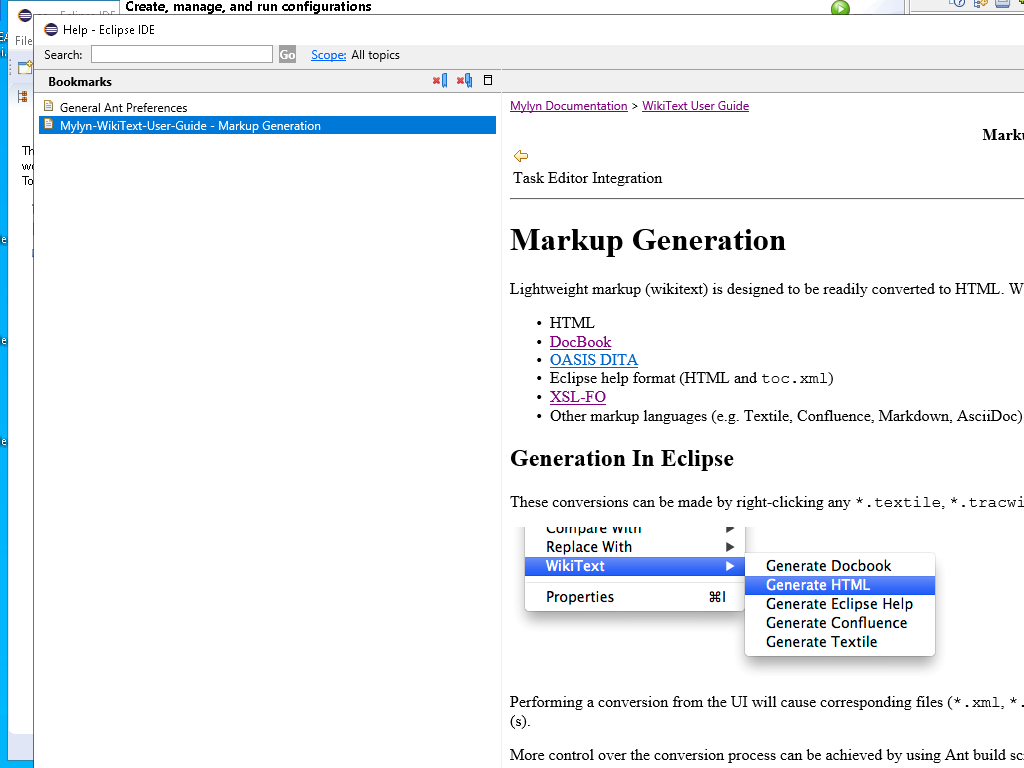 Create, manage, and run configurations
Eclipse IDE
File
Help - Eclipse IDE
Search:
Go
Scope:
All topics
Bookmarks
General Ant Preferences
Mylyn-WikiText-User-Guide - Markup Generation
Mylyn Documentation > WikiText User Guide
Task Editor Integration
Markup Generation
Lightweight markup (wikitext) is designed to be readily converted to HTML. W
• HTML
• DocBook
• OASIS DITA
• Eclipse help format (HTML and toc.xml)
• XSL-FO
• Other markup languages (e.g. Textile, Confluence, Markdown, AsciiDoc)
Generation In Eclipse
These conversions can be made by right-clicking any *.textile, *.tracwi
Compare With
Replace With
WikiText
Properties
⌘I
Generate Docbook
Generate HTML
Generate Eclipse Help
Generate Confluence
Generate Textile
Performing a conversion from the UI will cause corresponding files (*.xml, *.
(s).
More control over the conversion process can be achieved by using Ant build sc